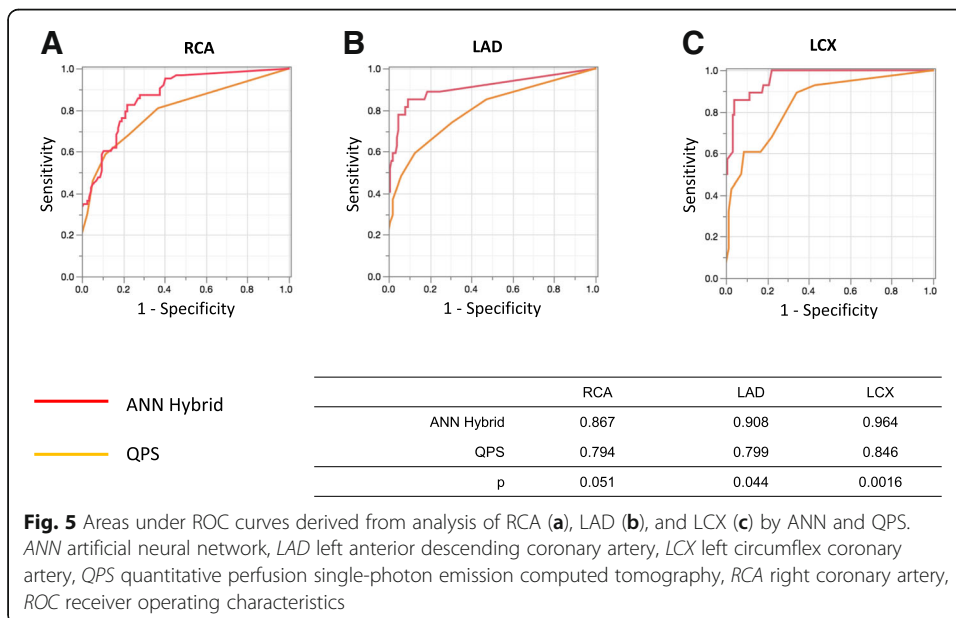 A
RCA
B
LAD
C
LCX
1.0
0.8
0.6
0.4
0.2
0.0
Sensitivity
0.0 0.2 0.4 0.6 0.8 1.0
1 - Specificity
1.0
0.8
0.6
0.4
0.2
0.0
Sensitivity
0.0 0.2 0.4 0.6 0.8 1.0
1 - Specificity
1.0
0.8
0.6
0.4
0.2
0.0
Sensitivity
0.0 0.2 0.4 0.6 0.8 1.0
1 - Specificity
ANN Hybrid
QPS
RCA LAD LCX
ANN Hybrid 0.867 0.908 0.964
QPS 0.794 0.799 0.846
p 0.051 0.044 0.0016
Fig. 5 Areas under ROC curves derived from analysis of RCA (a), LAD (b), and LCX (c) by ANN and QPS.
ANN artificial neural network, LAD left anterior descending coronary artery, LCX left circumflex coronary
artery, QPS quantitative perfusion single-photon emission computed tomography, RCA right coronary artery,
ROC receiver operating characteristics